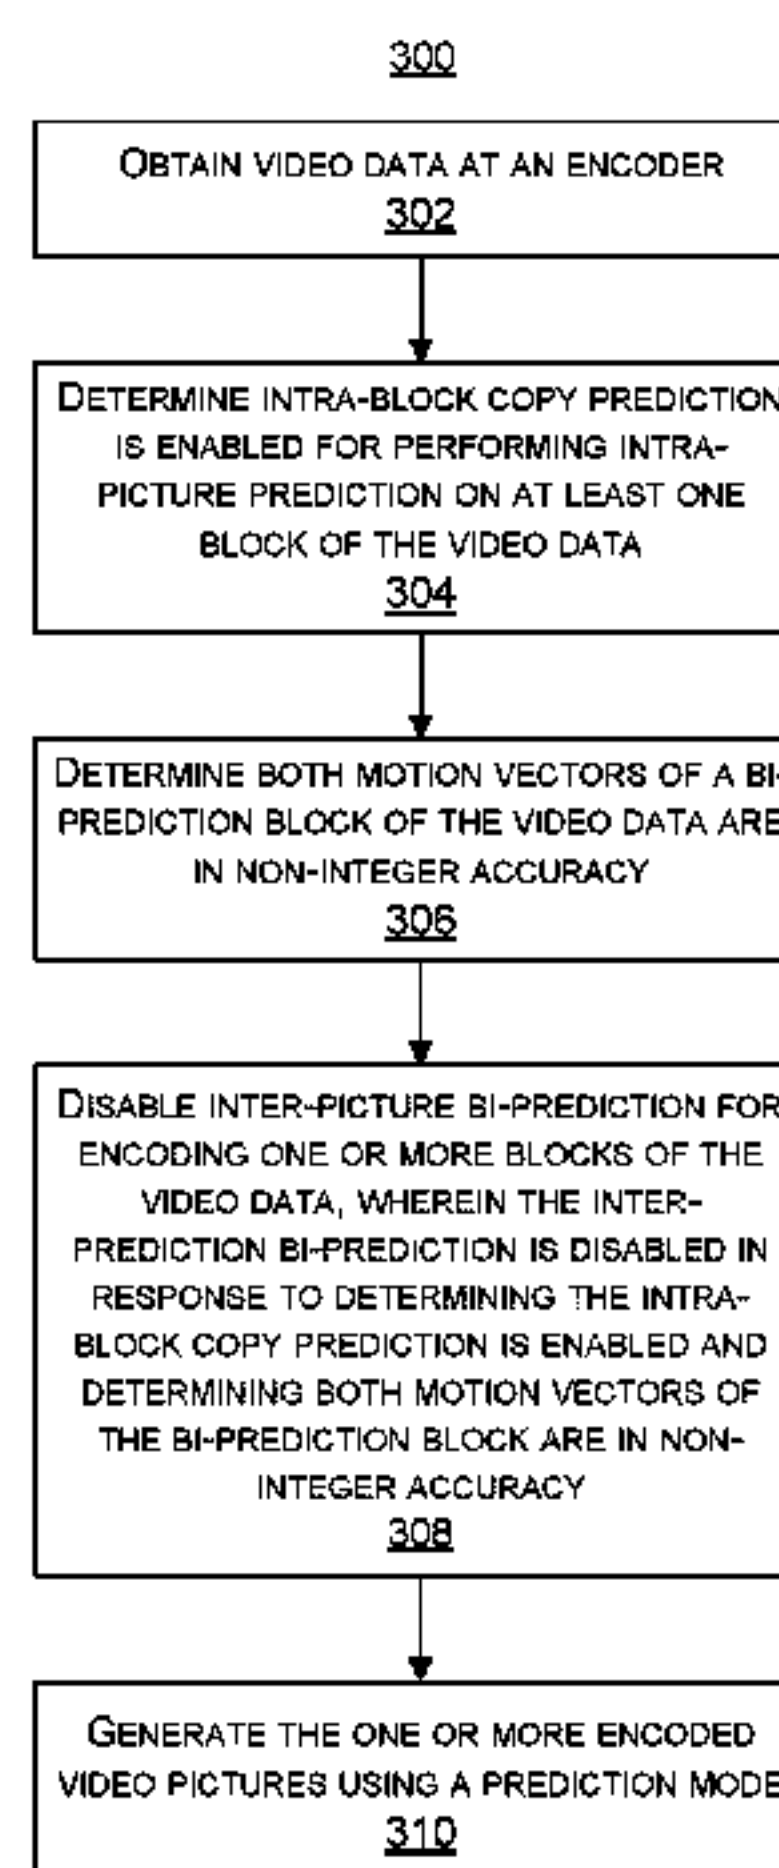 300
OBTAIN VIDEO DATA AT AN ENCODER
302
DETERMINE INTRA-BLOCK COPY PREDICTION
IS ENABLED FOR PERFORMING INTRA-
PICTURE PREDICTION ON AT LEAST ONE
BLOCK OF THE VIDEO DATA
304
DETERMINE BOTH MOTION VECTORS OF A BI-
PREDICTION BLOCK OF THE VIDEO DATA ARE
IN NON-INTEGER ACCURACY
306
DISABLE INTER-PICTURE BI-PREDICTION FOR
ENCODING ONE OR MORE BLOCKS OF THE
VIDEO DATA, WHEREIN THE INTER-
PREDICTION BI-PREDICTION IS DISABLED IN
RESPONSE TO DETERMINING THE INTRA-
BLOCK COPY PREDICTION IS ENABLED AND
DETERMINING BOTH MOTION VECTORS OF
THE BI-PREDICTION BLOCK ARE IN NON-
INTEGER ACCURACY
308
GENERATE THE ONE OR MORE ENCODED
VIDEO PICTURES USING A PREDICTION MODE
310